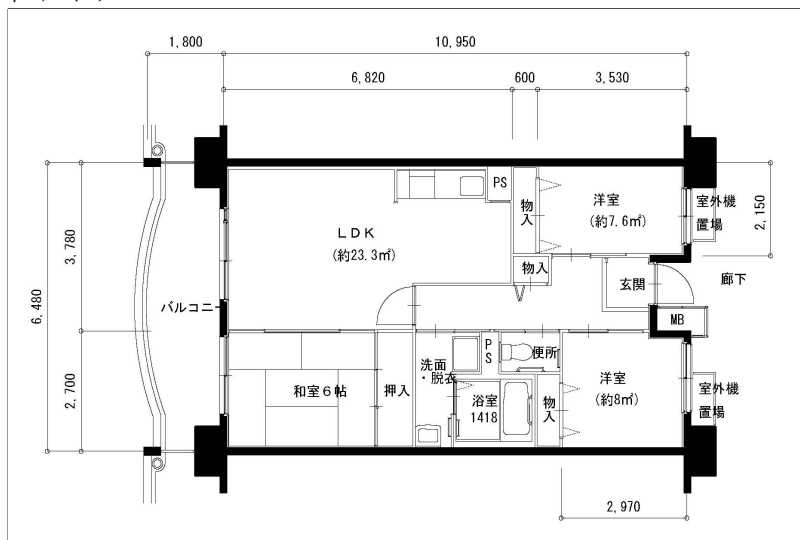 1,800
10,950
6,820
600
3,530
PS
物入
洋室
(約7.6㎡)
室外機
置場
2,150
3,780
6,480
LDK
(約23.3㎡)
物入
玄関
廊下
バルコニー
MB
2,700
和室6帖
押入
洗面
・脱衣
PS
便所
浴室
1418
物入
洋室
(約8㎡)
室外機
置場
2,970